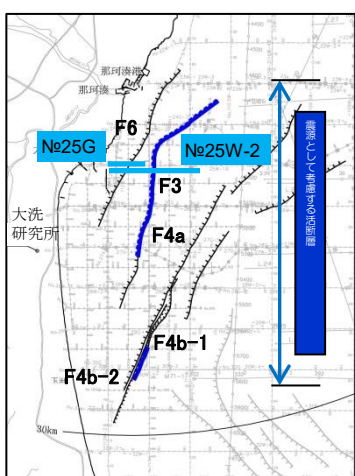 那珂湊港
那珂湊
F6
№25G
№25W-2
F3
大洗
研究所
F4a
震源として考慮する活断層
F4b-1
F4b-2
30km